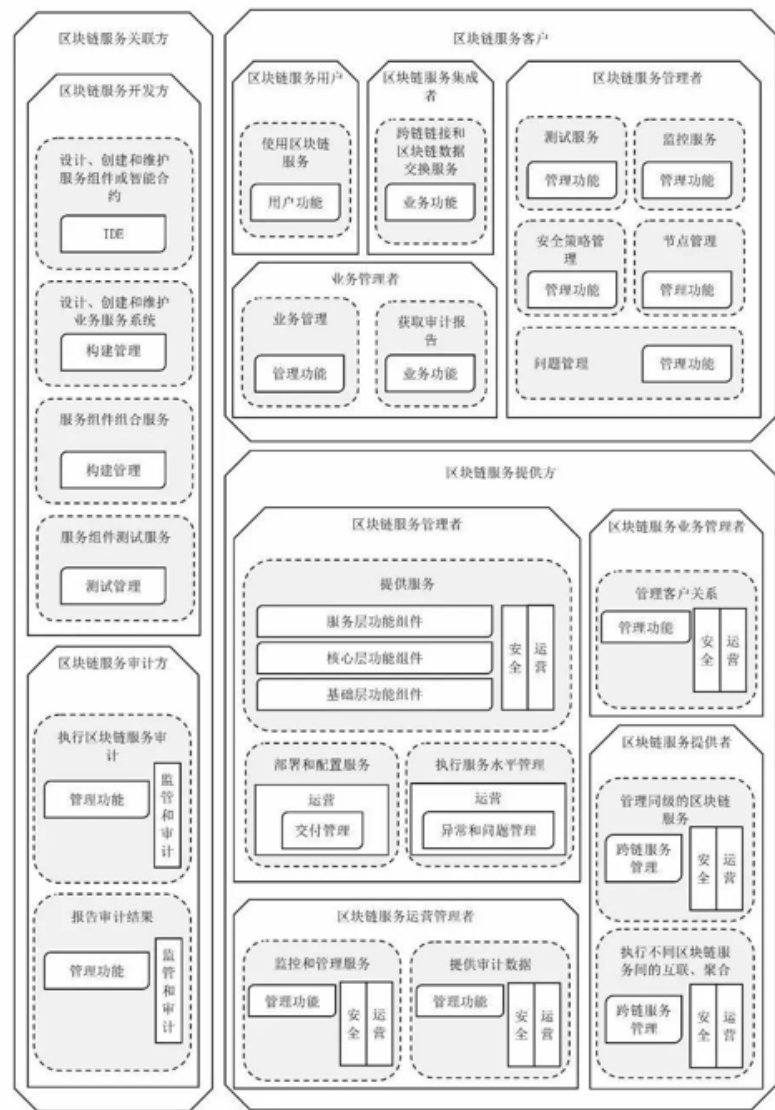 区块链服务关联方
区块链服务开发方
设计、创建和维护
服务组件或智能合
约
IDE
设计、创建和维护
业务服务系统
构建管理
服务组件组合服务
构建管理
服务组件测试服务
测试管理
区块链服务审计方
执行区块链服务审
计
管理功能
监管和审计
报告审计结果
管理功能
监管和审计
区块链服务客户
区块链服务用户
使用区块链
服务
用户功能
区块链服务集成
者
跨链链接和
区块链数据
交换服务
业务功能
业务管理者
业务管理
管理功能
获取审计报
告
业务功能
区块链服务管理者
测试服务
管理功能
监控服务
管理功能
安全策略管
理
管理功能
节点管理
管理功能
问题管理
管理功能
区块链服务提供方
区块链服务管理者
提供服务
服务层功能组件
核心层功能组件
基础层功能组件
安全
运营
部署和配置服务
运营
交付管理
执行服务水平管理
运营
异常和问题管理
区块链服务运营管理者
监控和管理服务
管理功能
安全
运营
提供审计数据
管理功能
安全
运营
区块链服务业务管理者
管理客户关系
管理功能
安全
运营
区块链服务提供者
管理同级的区块链
服务
跨链服务
管理
安全
运营
执行不同区块链服
务间的互联、聚合
跨链服务
管理
安全
运营